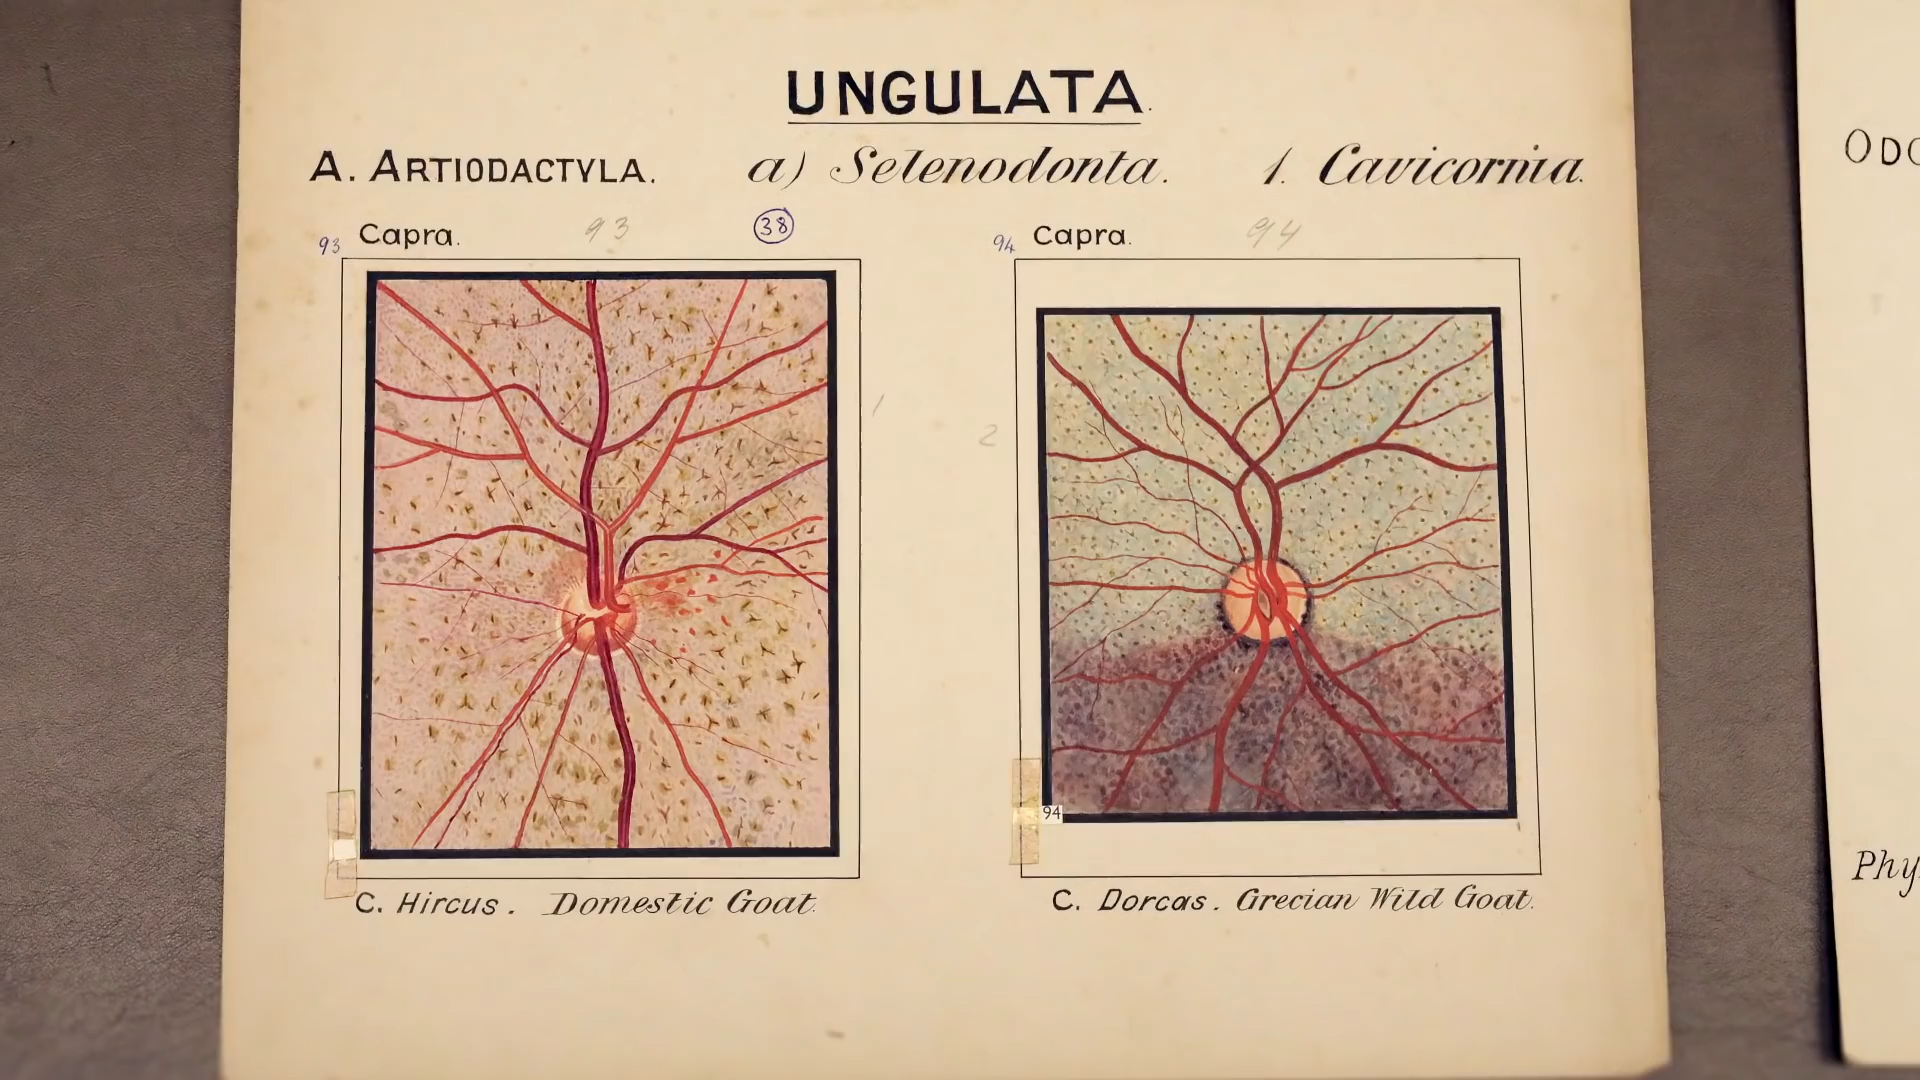 UNGULATA.
A. ARTIODACTYLA. a) Selenodonta. 1. Cavicornia.
93 Capra. 93 38
94 Capra. 94
1
2
94
C. Hircus. Domestic Goat.
C. Dorcas. Grecian Wild Goat.
ODO
Phy